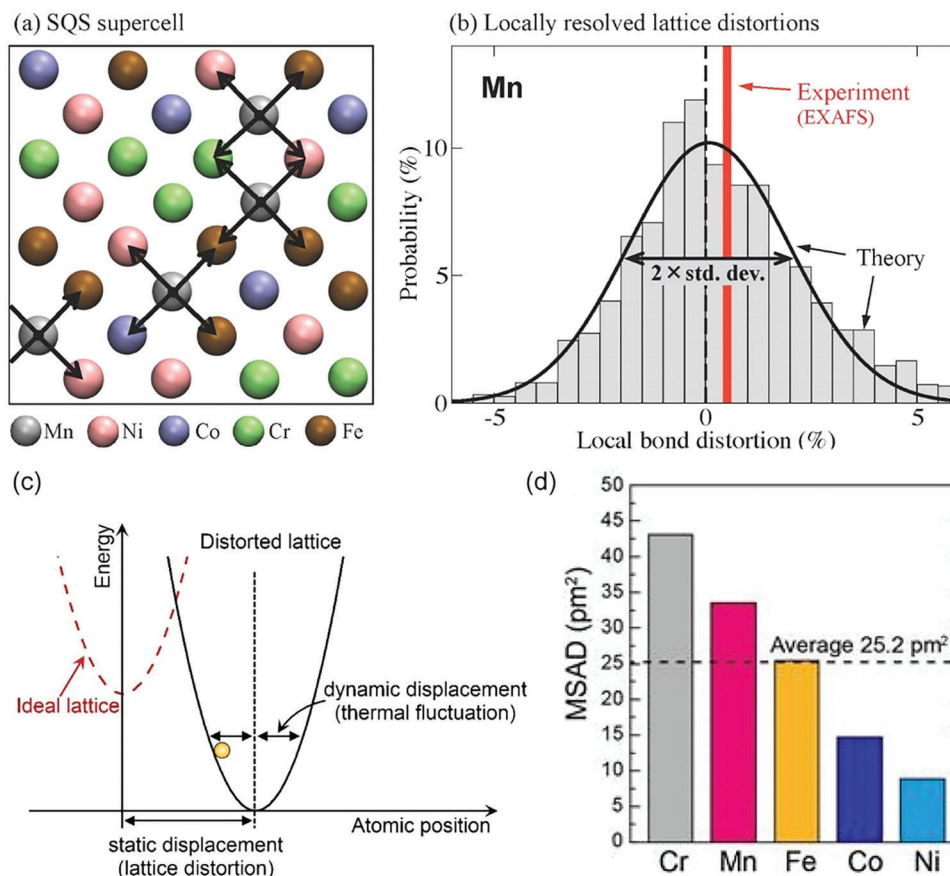 (a) SQS supercell
Mn Ni Co Cr Fe
(b) Locally resolved lattice distortions
Mn
Experiment
(EXAFS)
Theory
2 × std. dev.
Probability (%)
10
5
0
-5 0 5
Local bond distortion (%)
(c)
Energy
Distorted lattice
Ideal lattice
dynamic displacement
(thermal fluctuation)
Atomic position
static displacement
(lattice distortion)
(d)
MSAD (pm²)
50
45
40
35
30
25
20
15
10
5
0
Average 25.2 pm²
Cr Mn Fe Co Ni